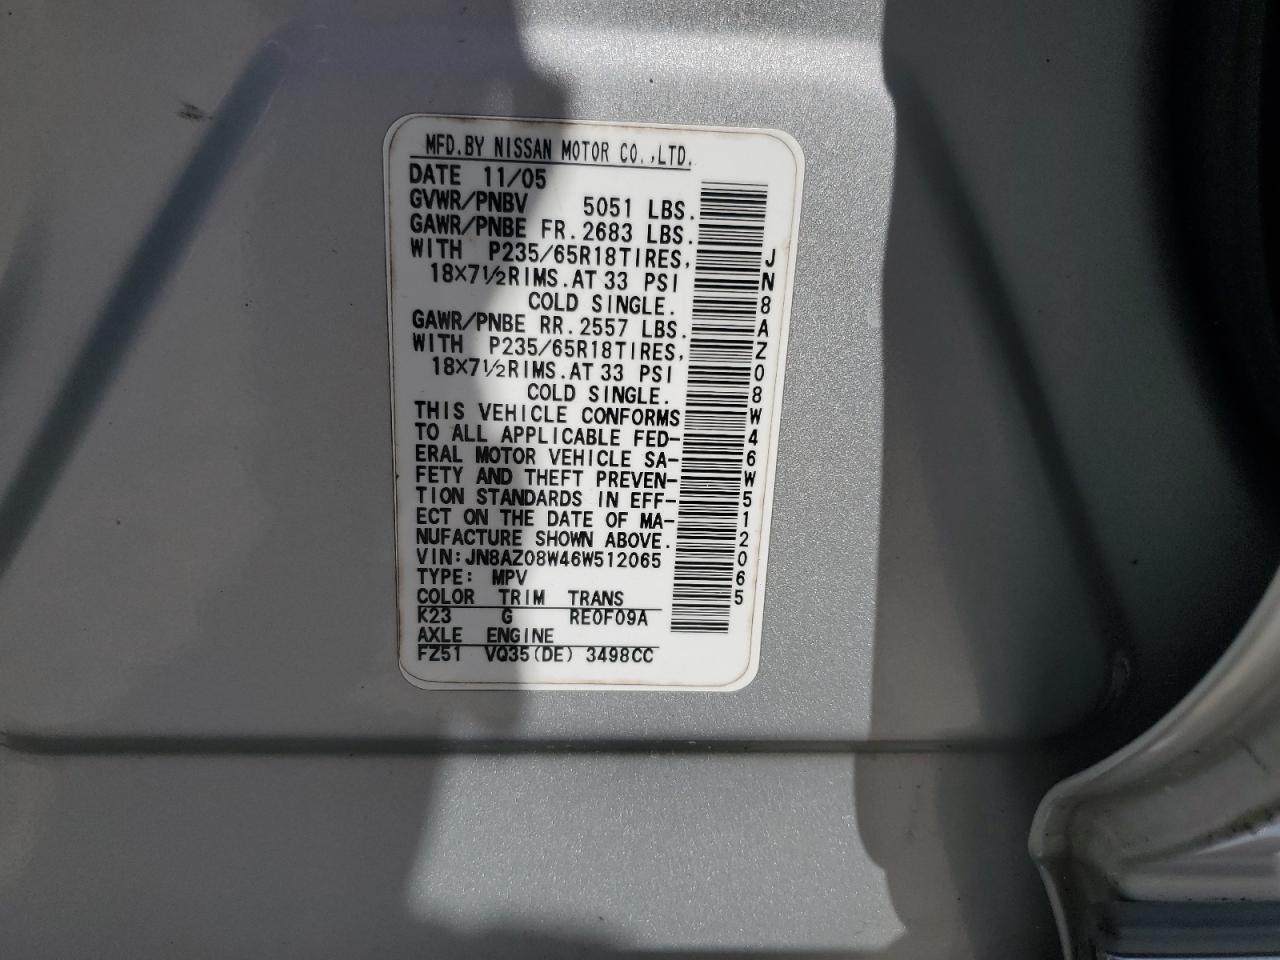 MFD.BY NISSAN MOTOR CO.,LTD.
DATE 11/05
GVWR/PNBV 5051 LBS.
GAWR/PNBE FR.2683 LBS.
WITH P235/65R18TIRES,
18×7½RIMS.AT 33 PSI
COLD SINGLE.
GAWR/PNBE RR.2557 LBS.
WITH P235/65R18TIRES,
18×7½RIMS.AT 33 PSI
COLD SINGLE.
THIS VEHICLE CONFORMS
TO ALL APPLICABLE FED-
ERAL MOTOR VEHICLE SA-
FETY AND THEFT PREVEN-
TION STANDARDS IN EFF-
ECT ON THE DATE OF MA-
NUFACTURE SHOWN ABOVE.
VIN:JN8AZ08W46W512065
TYPE: MPV
COLOR TRIM TRANS
K23 G RE0F09A
AXLE ENGINE
FZ51 VQ35(DE) 3498CC
JN8AZ08W46W512065